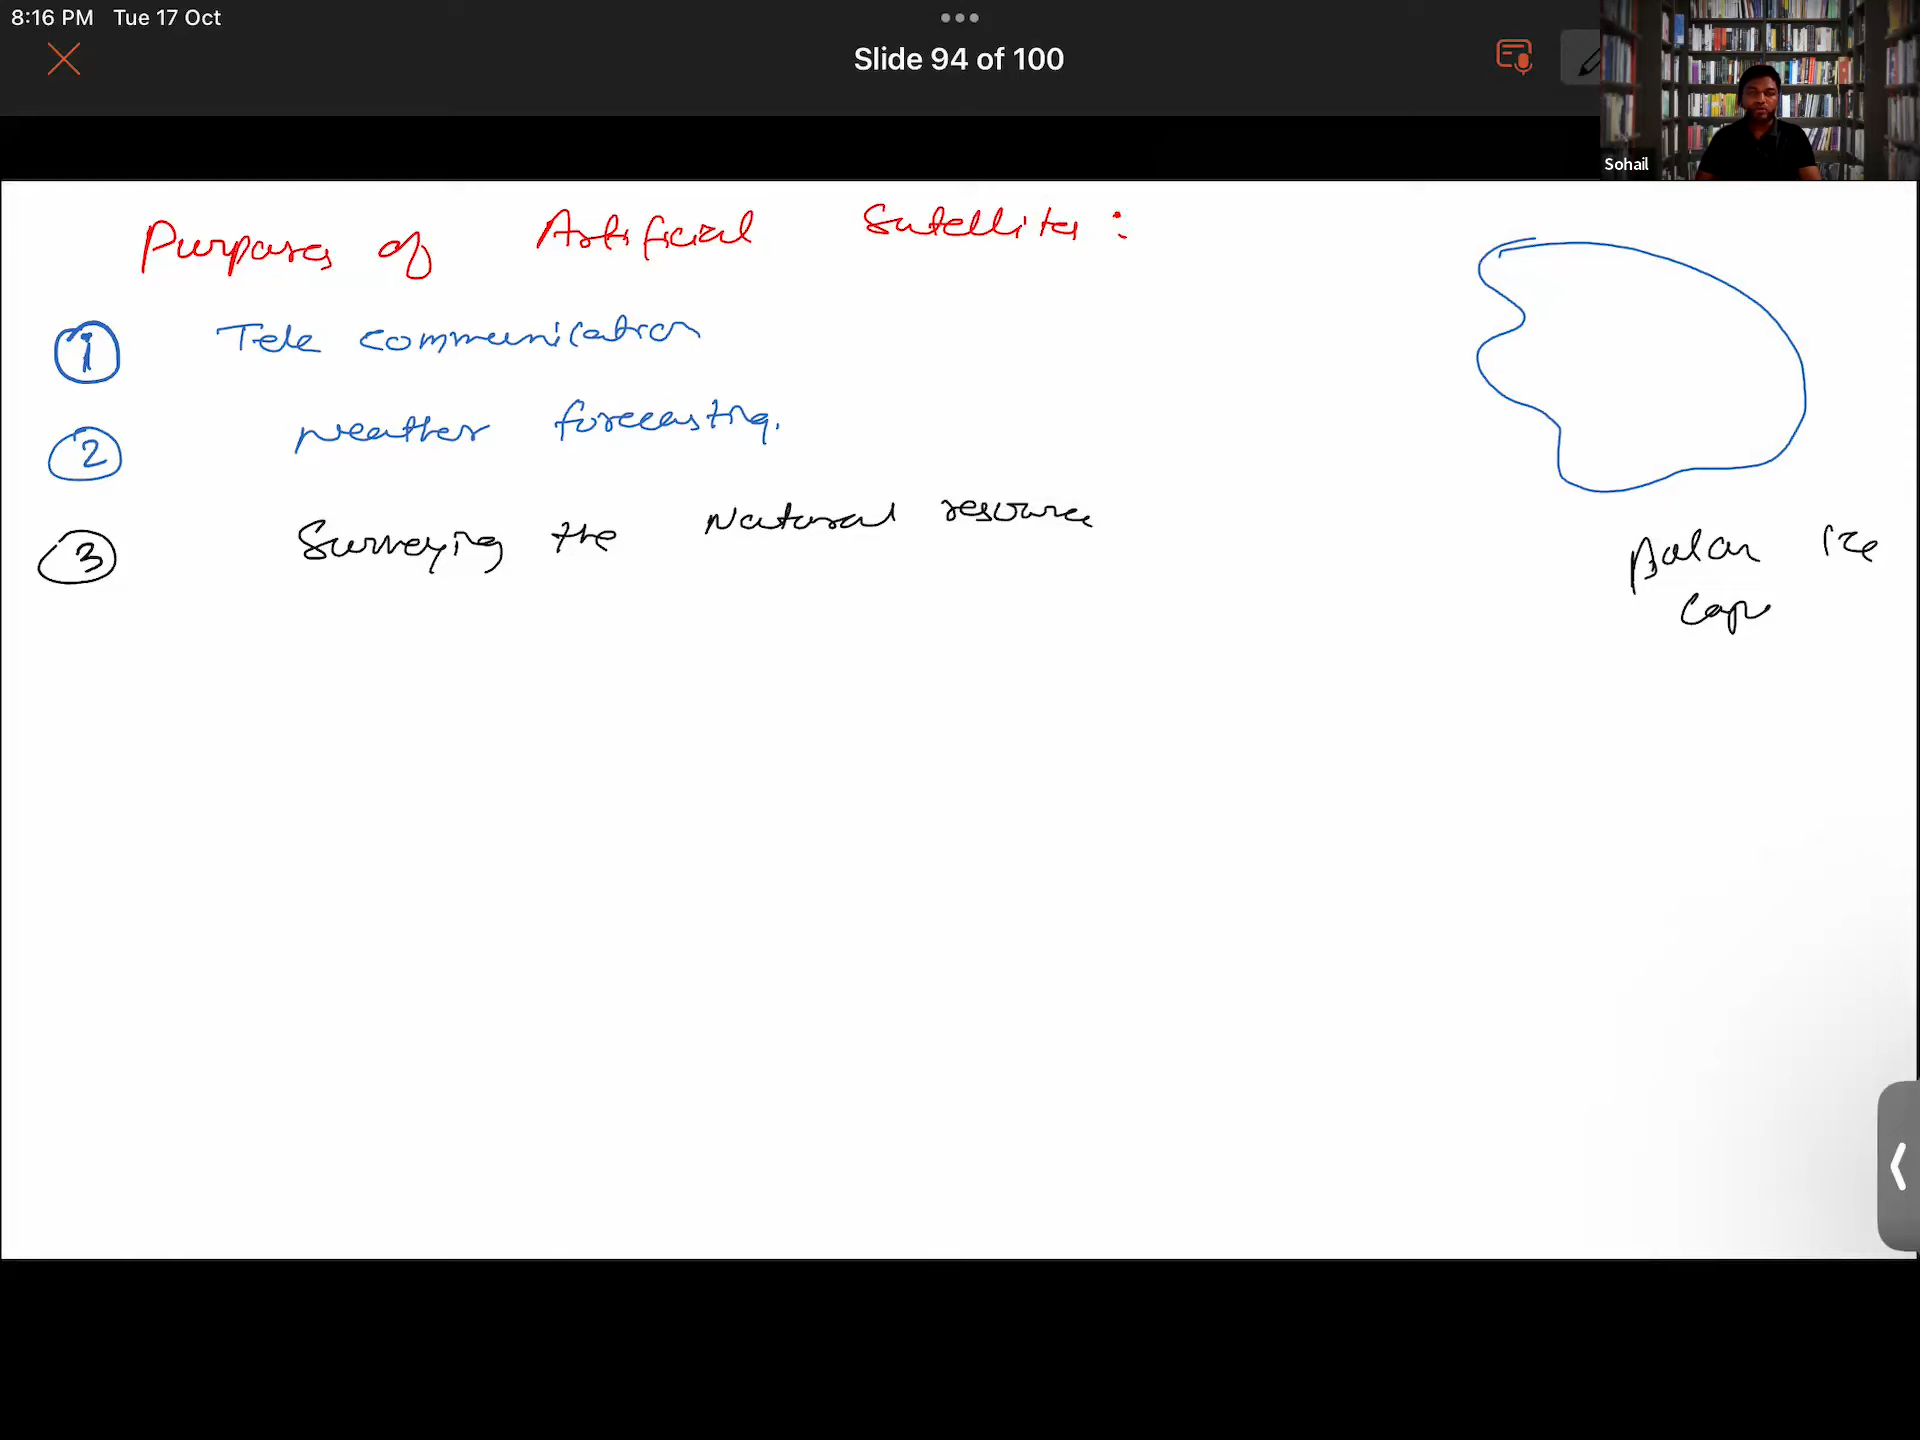 8:16 PM Tue 17 Oct
Slide 94 of 100
Sohail
Purposes of Artificial Satellites :
1 Tele communication
2 Weather forecasting.
3 Surveying the Natural resource
polar Ice
cap